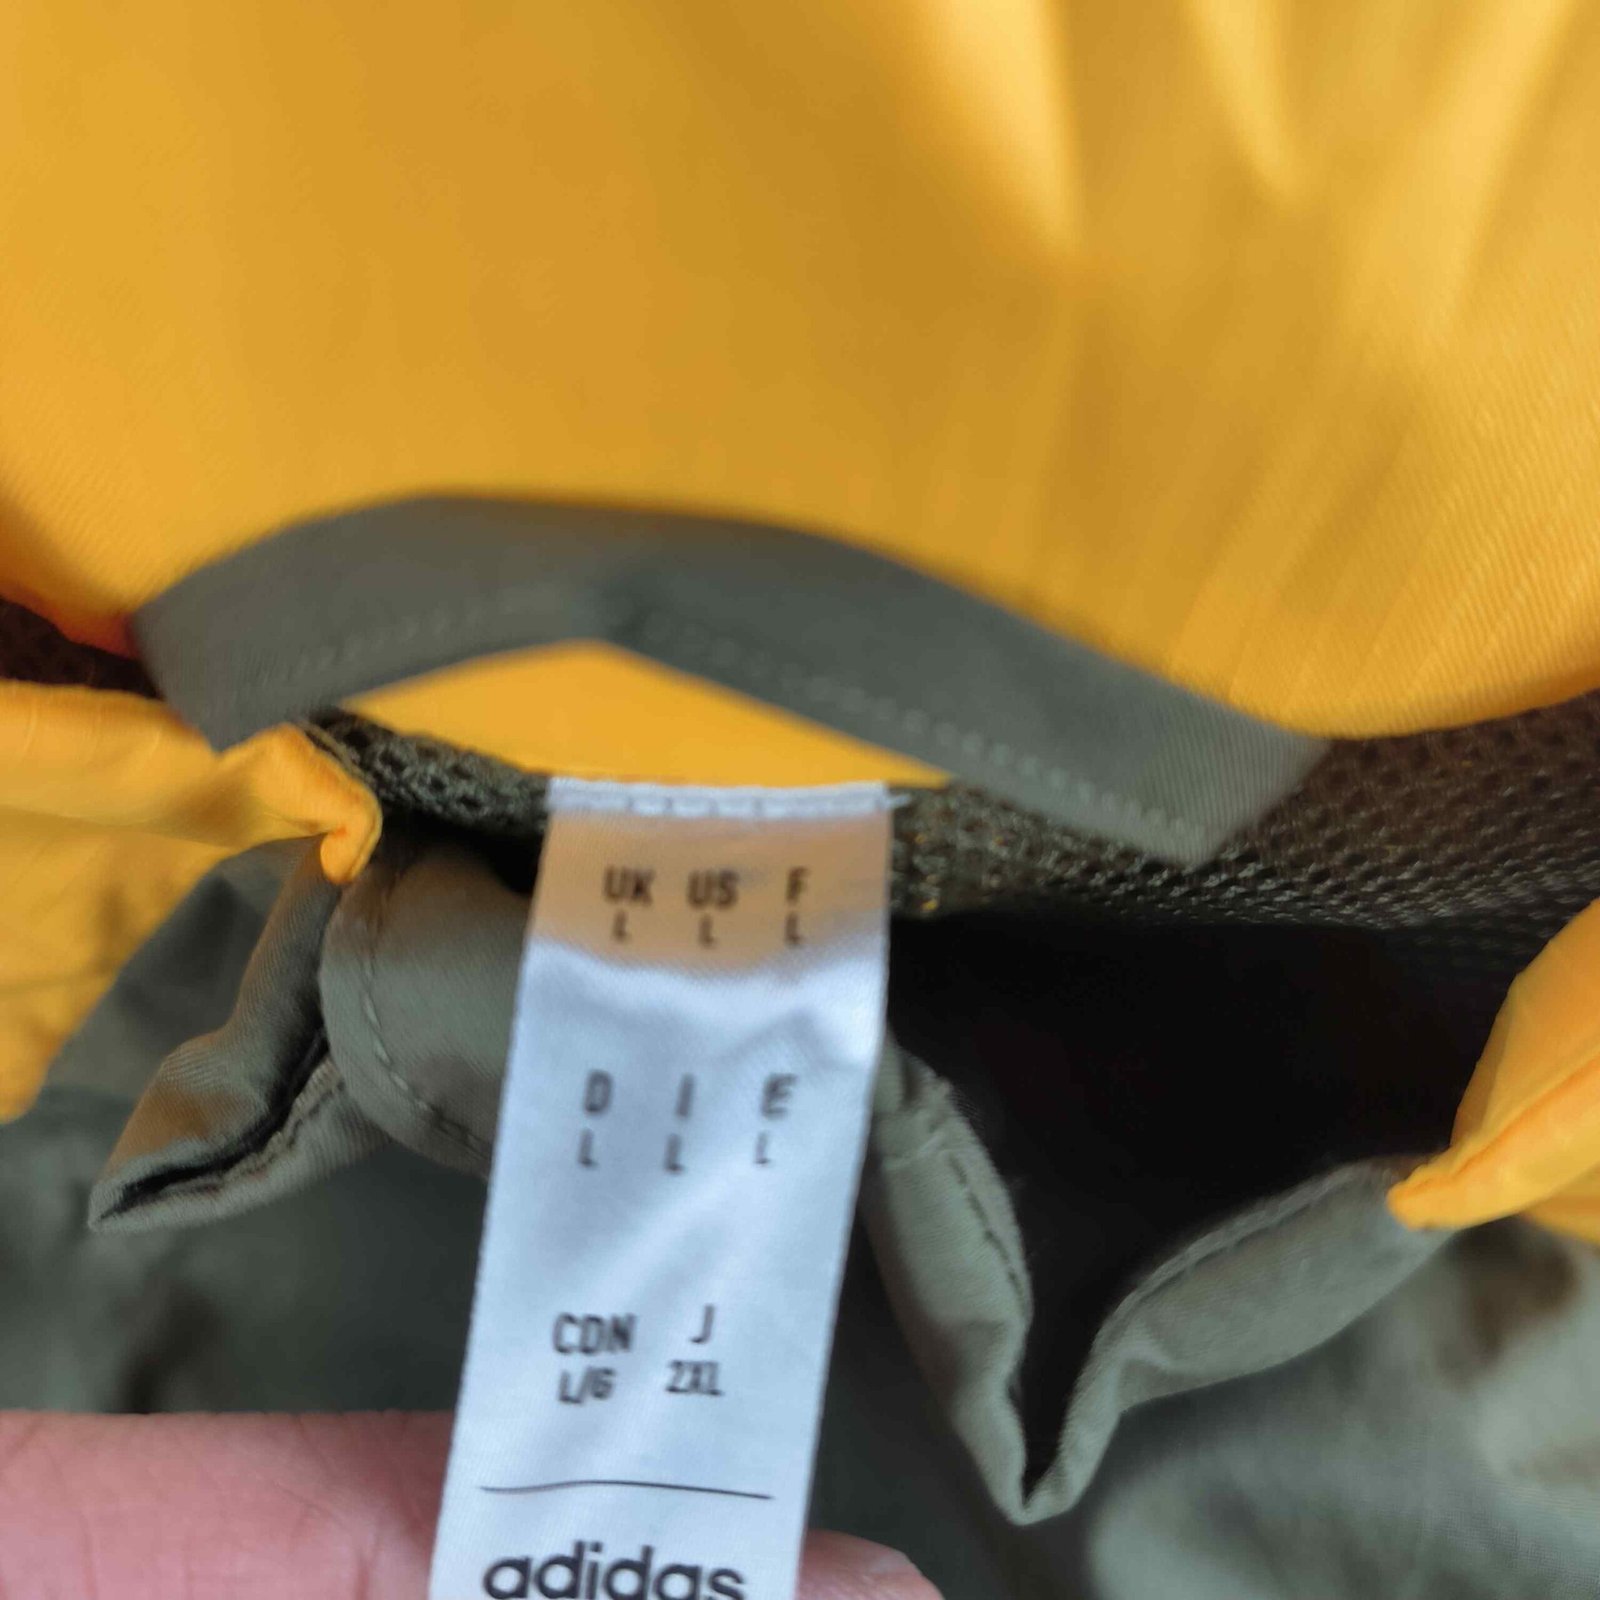 UK US F
L L L
D I E
L L L
CDN J
L/G 2XL
adidas